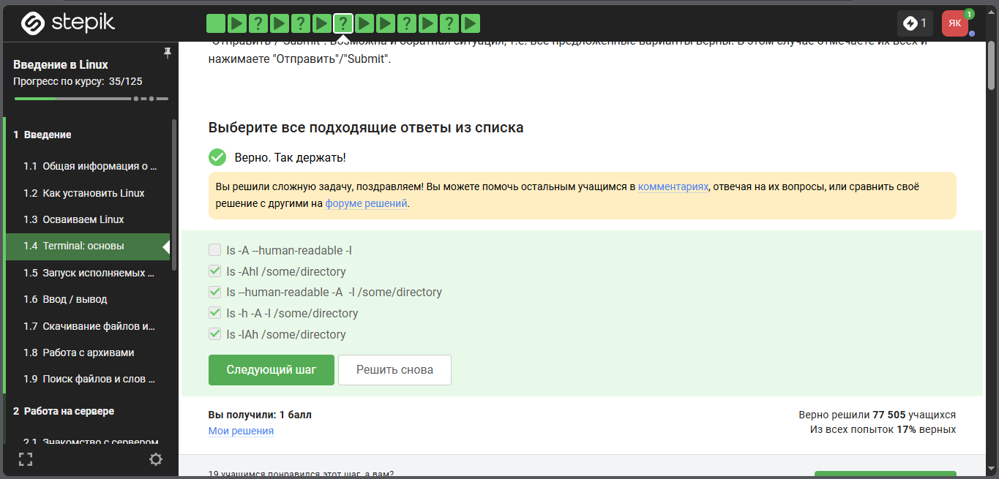 stepik
1
ЯК
1
Введение в Linux
Прогресс по курсу: 35/125
1 Введение
1.1 Общая информация о ...
1.2 Как установить Linux
1.3 Осваиваем Linux
1.4 Terminal: основы
1.5 Запуск исполняемых ...
1.6 Ввод / вывод
1.7 Скачивание файлов и...
1.8 Работа с архивами
1.9 Поиск файлов и слов ...
2 Работа на сервере
2.1 Знакомство с сервером
"Отправить"/"Submit". Возможна и обратная ситуация, т.е. все предложенные варианты верны. В этом случае отмечаете их всех и
нажимаете "Отправить"/"Submit".
Выберите все подходящие ответы из списка
Верно. Так держать!
Вы решили сложную задачу, поздравляем! Вы можете помочь остальным учащимся в комментариях, отвечая на их вопросы, или сравнить своё
решение с другими на форуме решений.
ls -A --human-readable -l
ls -Ahl /some/directory
ls --human-readable -A  -l /some/directory
ls -h -A -l /some/directory
ls -lAh /some/directory
Следующий шаг
Решить снова
Вы получили: 1 балл
Мои решения
Верно решили 77 505 учащихся
Из всех попыток 17% верных
19 учащимся понравился этот шаг, а вам?